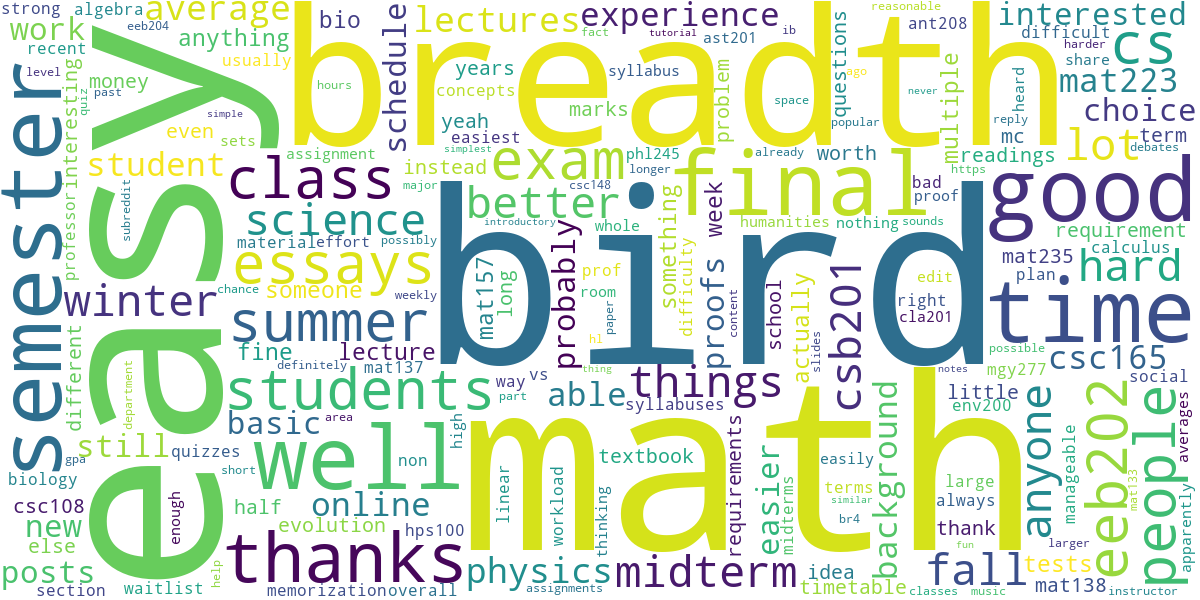 strong algebra average lectures experience reasonable interested
eeb204 bio schedule fact tutorial ib ant208 difficult cs
work recent anything usually ast201 questions harder share
level money years syllabus concepts marks problem multiple heard mat223
past quiz hours yeah space ago never choice
simple even sets easiest popular reply mc term
semester easy breadth lot
interesting professor student assignment instead exam phl245 simplest already worth readings debates
class major csc148 longer final bad proof https good
subreddit science better introductory whole something week humanities nothing sounds requirement
material effort possibly probably bird mat235 calculus
essays chance long prof difficulty proofs edit plan hard
winter someone weekly mat157 room school right cla201 time
summer hl paper content actually slides
fine lecture definitely mat137 thing csb201 possible csc165
different department students way vs part able things notes mgy277 social
basic area syllabuses little env200 anyone averages
still quizzes well high math requirements background eeb202 people
biology gpa short non textbook easier easily manageable
csc108 enough half online linear workload thinking terms similar large always mat133
new else evolution hps100 midterms br4 thank larger apparently
posts help thanks physics midterm idea fun fall tests
section waitlist memorization overall assignments timetable classes music mat138 instructor